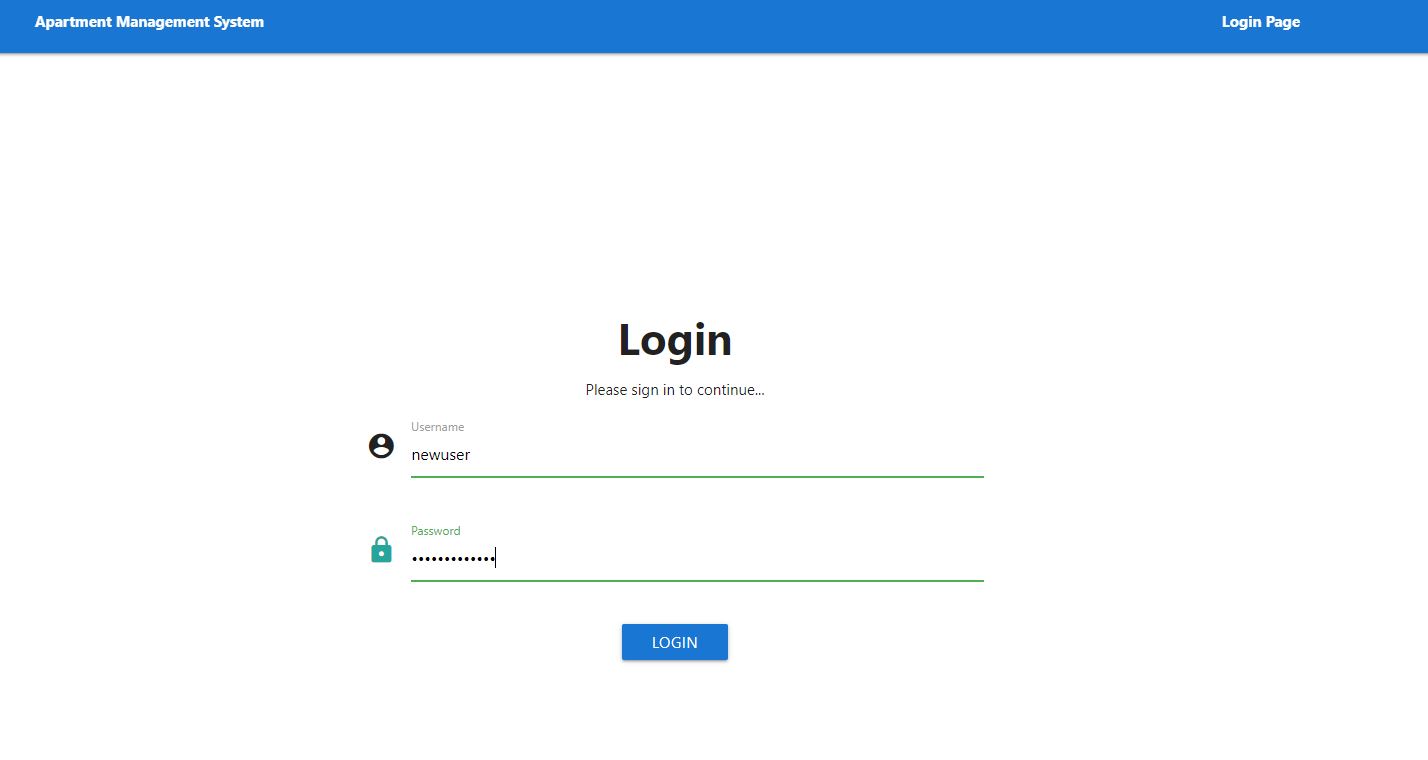 Apartment Management System
Login Page
Login
Please sign in to continue...
Username
newuser
Password
•••••••••••••
LOGIN